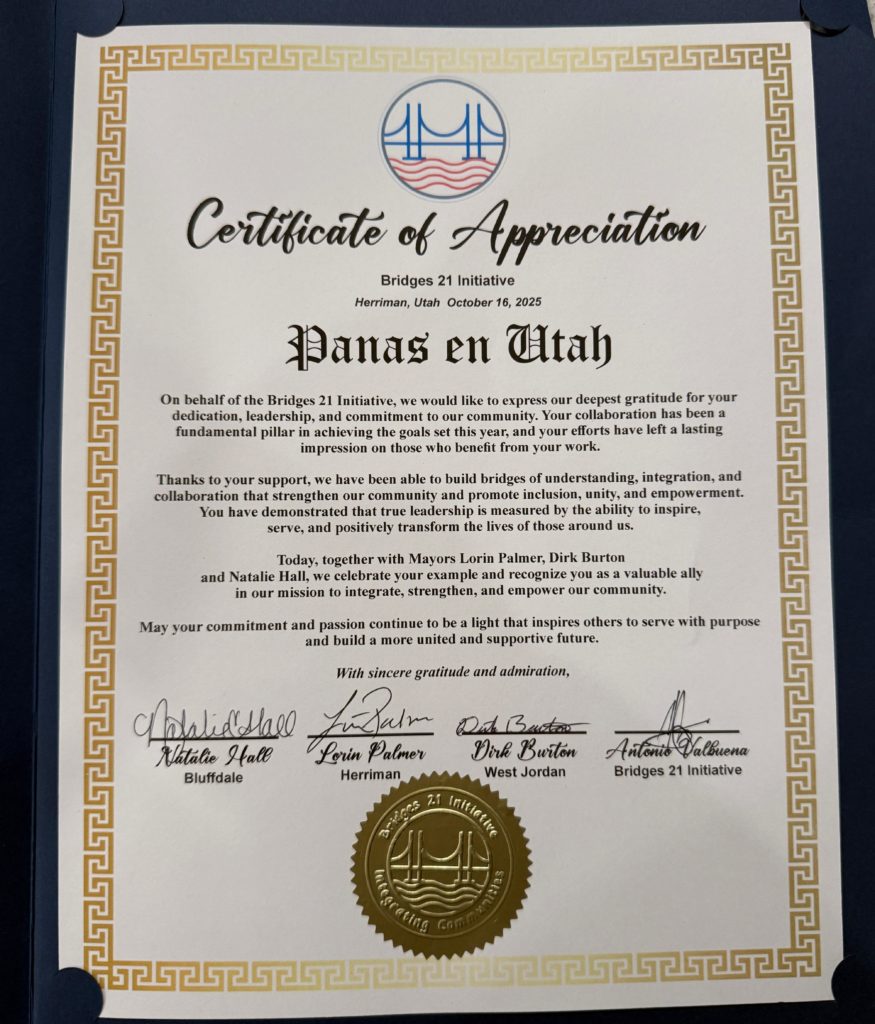 Certificate of Appreciation
Bridges 21 Initiative
Herriman, Utah October 16, 2025
Panas en Utah
On behalf of the Bridges 21 Initiative, we would like to express our deepest gratitude for your
dedication, leadership, and commitment to our community. Your collaboration has been a
fundamental pillar in achieving the goals set this year, and your efforts have left a lasting
impression on those who benefit from your work.
Thanks to your support, we have been able to build bridges of understanding, integration, and
collaboration that strengthen our community and promote inclusion, unity, and empowerment.
You have demonstrated that true leadership is measured by the ability to inspire,
serve, and positively transform the lives of those around us.
Today, together with Mayors Lorin Palmer, Dirk Burton
and Natalie Hall, we celebrate your example and recognize you as a valuable ally
in our mission to integrate, strengthen, and empower our community.
May your commitment and passion continue to be a light that inspires others to serve with purpose
and build a more united and supportive future.
With sincere gratitude and admiration,
Natalie Hall Lorin Palmer Dirk Burton
Natalie Hall Lorin Palmer Dirk Burton Antonio Valbuena
Bluffdale Herriman West Jordan Bridges 21 Initiative
Bridges 21 Initiative
Integrating Communities